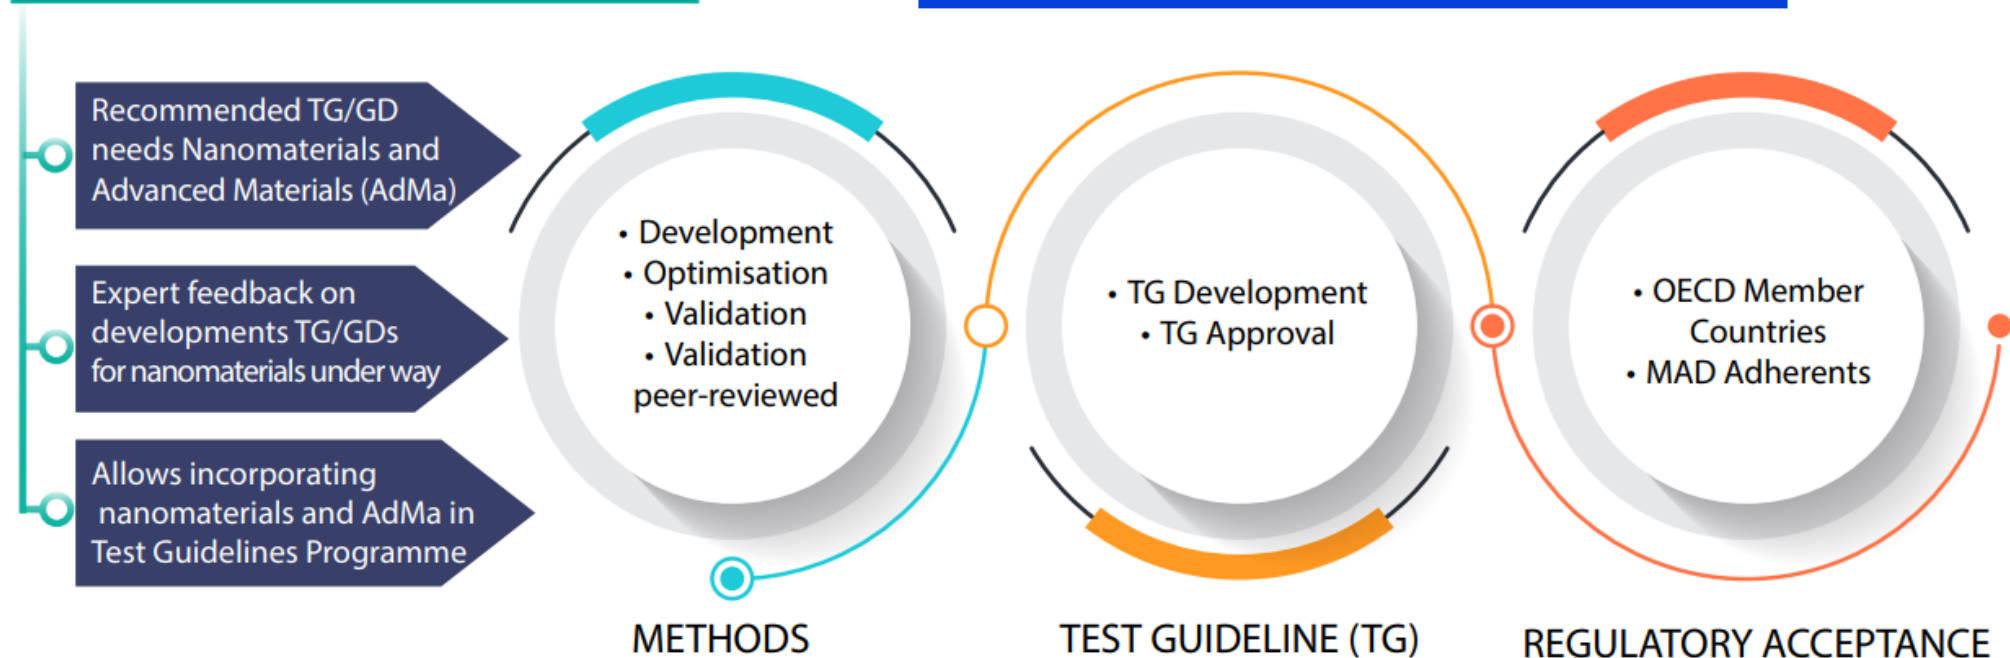 Recommended TG/GD
needs Nanomaterials and
Advanced Materials (AdMa)
Expert feedback on
developments TG/GDs
for nanomaterials under way
Allows incorporating
nanomaterials and AdMa in
Test Guidelines Programme
• Development
• Optimisation
• Validation
• Validation
peer-reviewed
METHODS
• TG Development
• TG Approval
TEST GUIDELINE (TG)
• OECD Member
Countries
• MAD Adherents
REGULATORY ACCEPTANCE